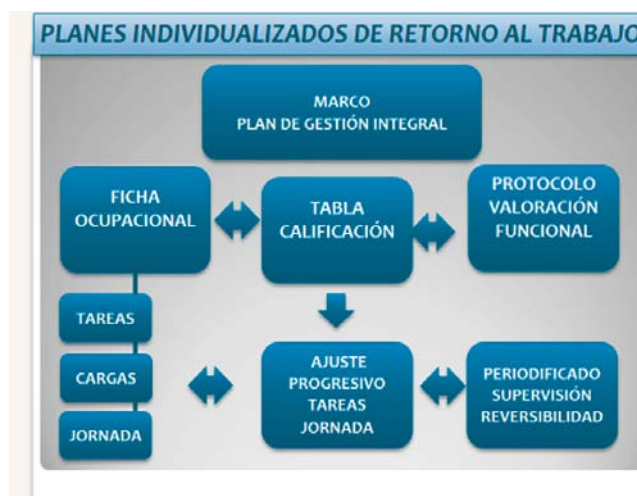 PLANES INDIVIDUALIZADOS DE RETORNO AL TRABAJO
MARCO
PLAN DE GESTIÓN INTEGRAL
FICHA
OCUPACIONAL
TABLA
CALIFICACIÓN
PROTOCOLO
VALORACIÓN
FUNCIONAL
TAREAS
CARGAS
JORNADA
AJUSTE
PROGRESIVO
TAREAS
JORNADA
PERIODIFICADO
SUPERVISIÓN
REVERSIBILIDAD